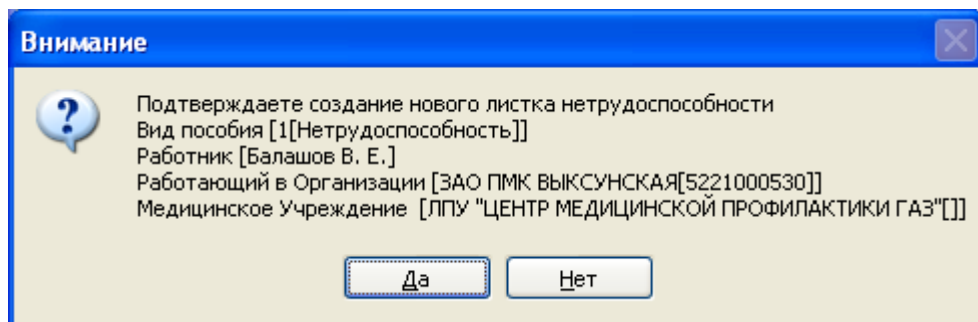 Внимание
Подтверждаете создание нового листка нетрудоспособности
Вид пособия [1[Нетрудоспособность]]
Работник [Балашов В. Е.]
Работающий в Организации [ЗАО ПМК ВЫКСУНСКАЯ[5221000530]]
Медицинское Учреждение  [ЛПУ "ЦЕНТР МЕДИЦИНСКОЙ ПРОФИЛАКТИКИ ГАЗ"[]]
Да Нет